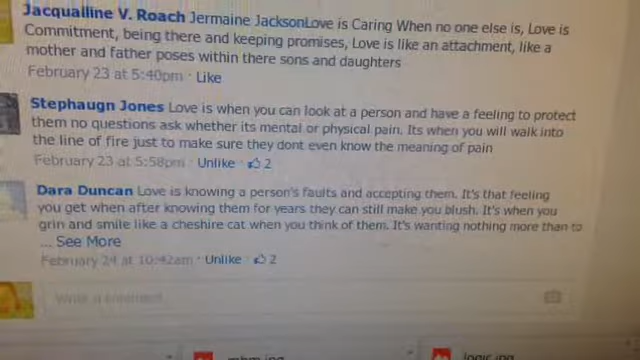 Jacqualine V. Roach Jermaine JacksonLove is Caring When no one else is, Love is
Commitment, being there and keeping promises, Love is like an attachment, like a
mother and father poses within there sons and daughters
February 23 at 5:40pm · Like
Stephaugn Jones Love is when you can look at a person and have a feeling to protect
them no questions ask whether its mental or physical pain. Its when you will walk into
the line of fire just to make sure they dont even know the meaning of pain
February 23 at 5:58pm · Unlike · 2
Dara Duncan Love is knowing a person's faults and accepting them. It's that feeling
you get when after knowing them for years they can still make you blush. It's when you
grin and smile like a cheshire cat when you think of them. It's wanting nothing more than to
... See More
February 24 at 10:42am · Unlike · 2
Write a comment...
logic.jpg